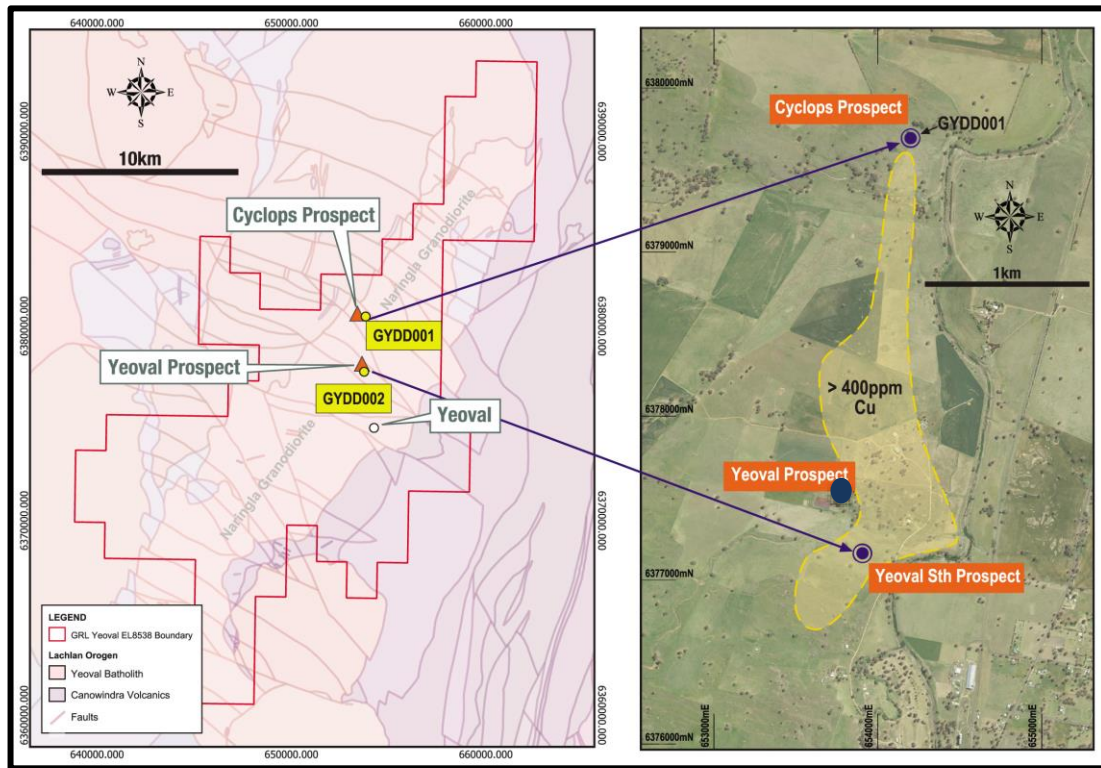 640000.000
650000.000
660000.000
N
W
E
S
10km
6390000.000
6390000.000
Cyclops Prospect
Naringla Granodiorite
6380000.000
6380000.000
GYDD001
Yeoval Prospect
GYDD002
Yeoval
Naringla Granodiorite
6370000.000
6370000.000
LEGEND
GRL Yeoval EL8538 Boundary
Lachlan Orogen
Yeoval Batholith
Canowindra Volcanics
Faults
6360000.000
6360000.000
640000.000
650000.000
660000.000
6380000mN
Cyclops Prospect
GYDD001
N
W
E
S
6379000mN
1km
> 400ppm
Cu
6378000mN
Yeoval Prospect
6377000mN
Yeoval Sth Prospect
6376000mN
653000mE
654000mE
655000mE